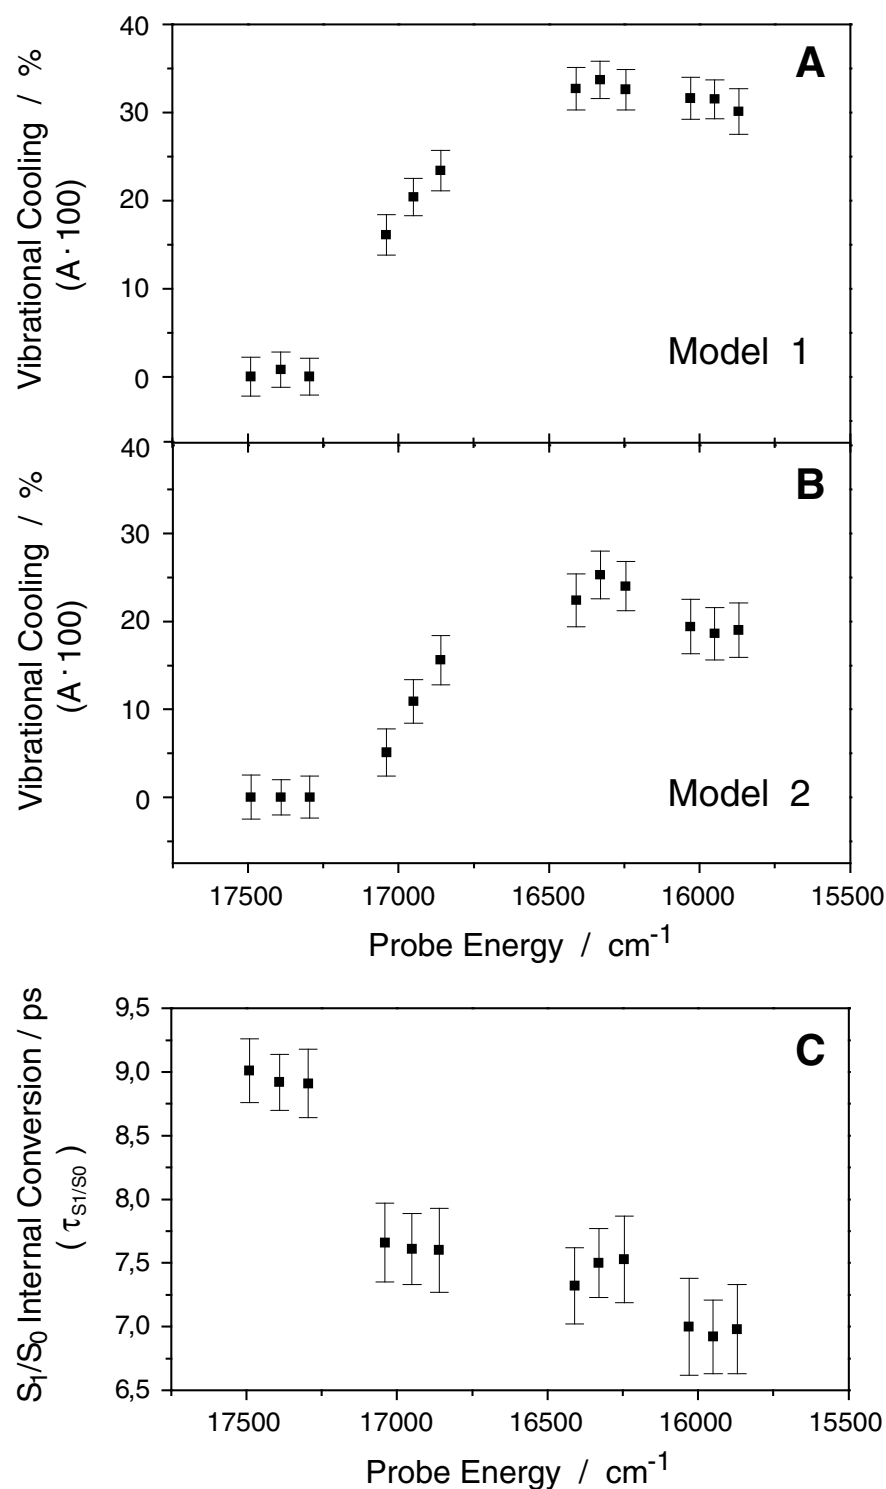 Vibrational Cooling / %
(A · 100)
40
30
20
10
0
A
Model 1
Vibrational Cooling / %
(A · 100)
40
30
20
10
0
B
Model 2
17500 17000 16500 16000 15500
Probe Energy / cm-1
S1/S0 Internal Conversion / ps
( τS1/S0 )
9,5
9,0
8,5
8,0
7,5
7,0
6,5
C
17500 17000 16500 16000 15500
Probe Energy / cm-1